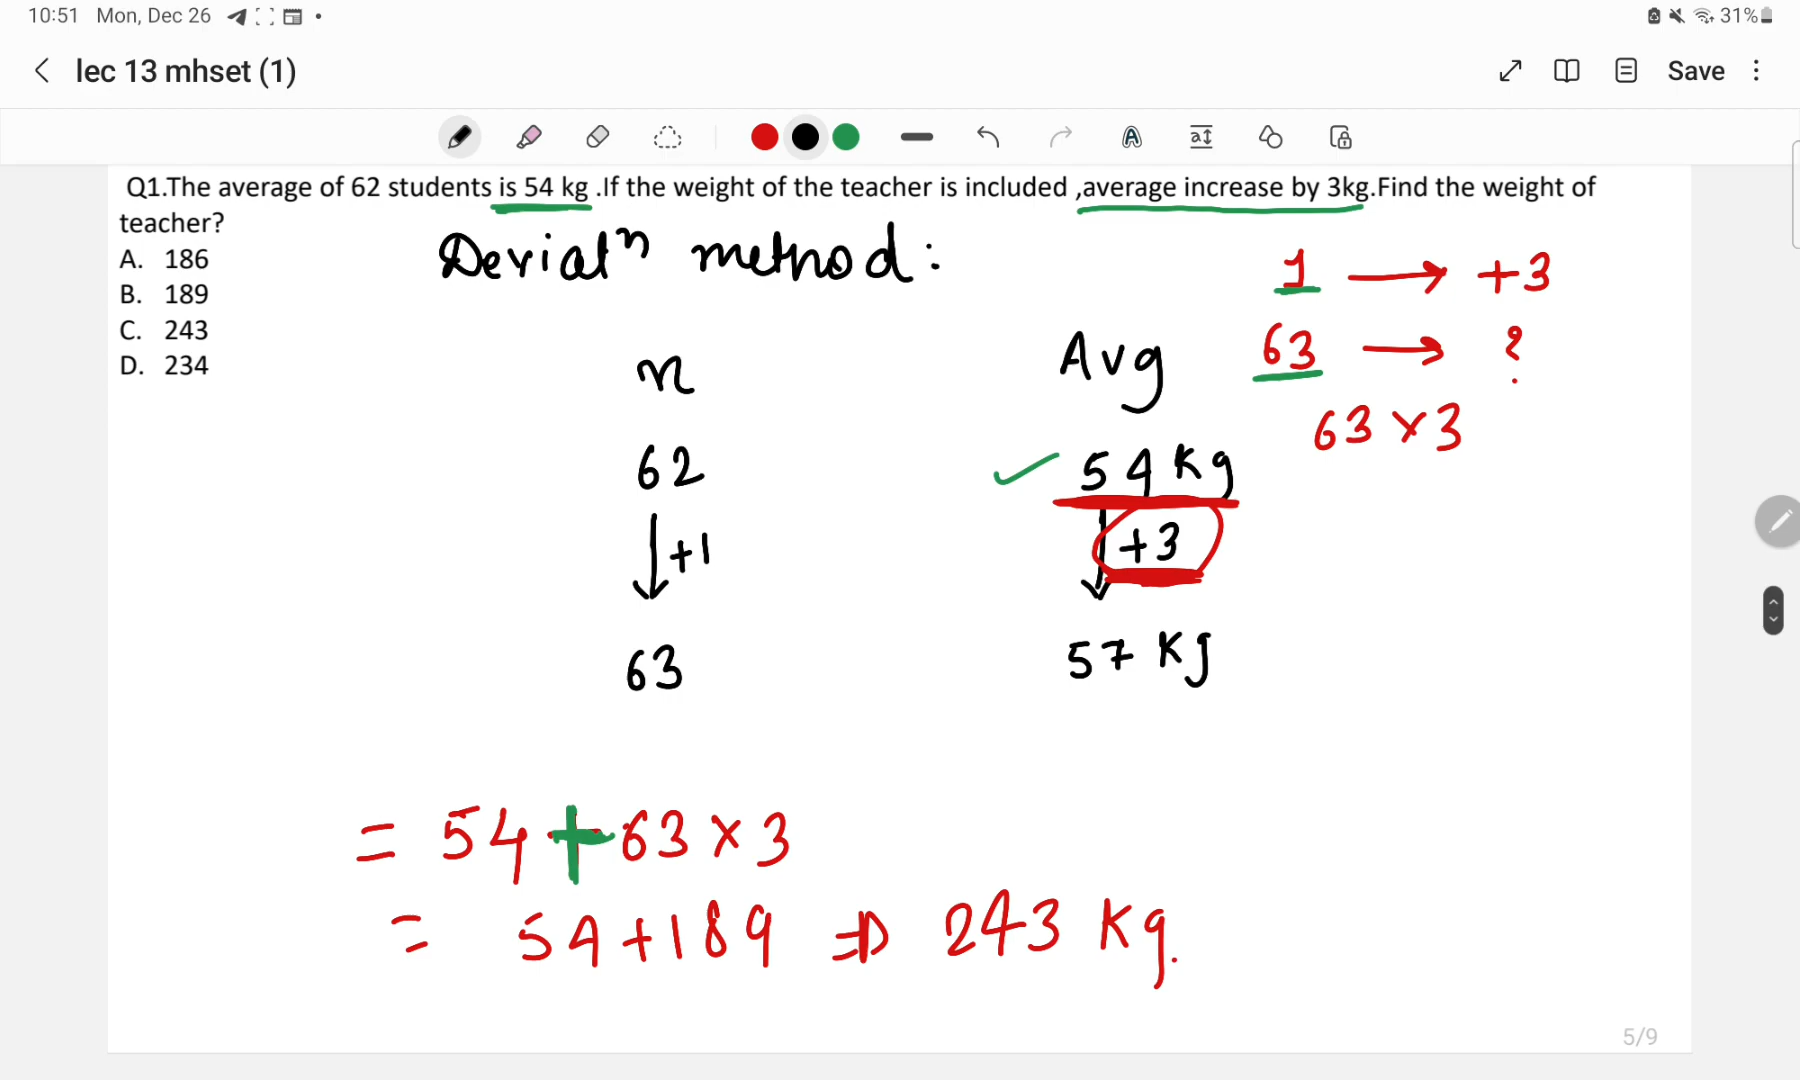 10:51 Mon, Dec 26
31%
lec 13 mhset (1)
Save
Q1.The average of 62 students is 54 kg .If the weight of the teacher is included ,average increase by 3kg.Find the weight of
teacher?
A. 186
B. 189
C. 243
D. 234
Deviatⁿ method:
1 → +3
63 → ?
63 × 3
n Avg
62 54 Kg
+1 +3
63 57 Kg
= 54 + 63 × 3
= 54 + 189 ⇒ 243 Kg.
5/9